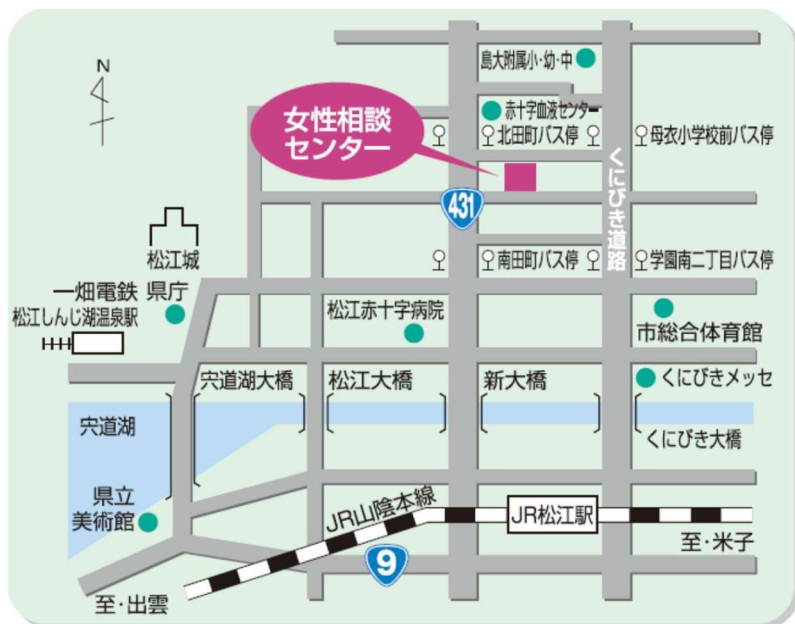 N
島大附属小・幼・中
赤十字血液センター
女性相談
センター
北田町バス停
母衣小学校前バス停
くにびき道路
431
松江城
南田町バス停
学園南二丁目バス停
一畑電鉄
松江しんじ湖温泉駅
県庁
松江赤十字病院
市総合体育館
宍道湖大橋
松江大橋
新大橋
くにびきメッセ
宍道湖
くにびき大橋
県立
美術館
JR山陰本線
JR松江駅
至・米子
9
至・出雲